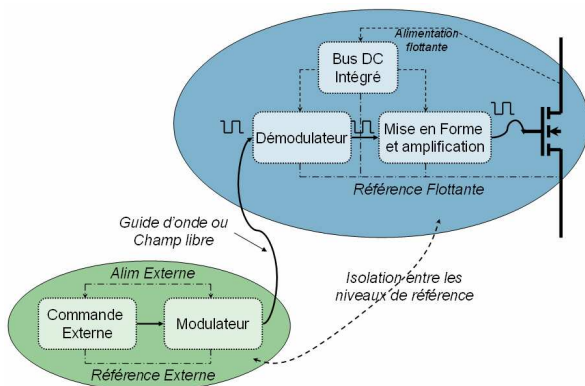 Alimentation
flottante
Bus DC
Intégré
Démodulateur
Mise en Forme
et amplification
Référence Flottante
Guide d'onde ou
Champ libre
Isolation entre les
niveaux de référence
Alim Externe
Commande
Externe
Modulateur
Référence Externe